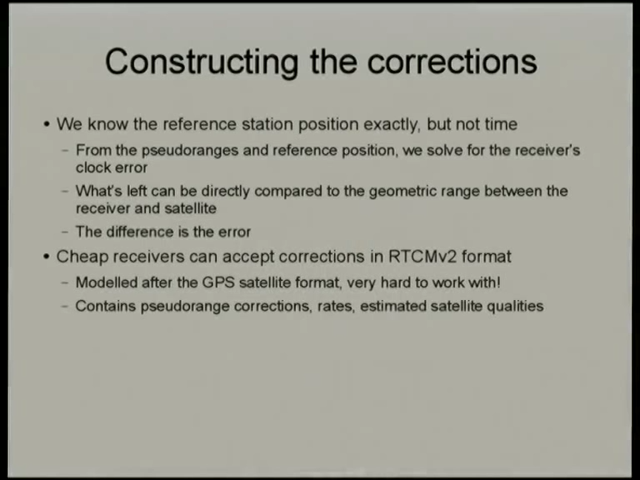 Constructing the corrections
• We know the reference station position exactly, but not time
– From the pseudoranges and reference position, we solve for the receiver's
clock error
– What's left can be directly compared to the geometric range between the
receiver and satellite
– The difference is the error
• Cheap receivers can accept corrections in RTCMv2 format
– Modelled after the GPS satellite format, very hard to work with!
– Contains pseudorange corrections, rates, estimated satellite qualities